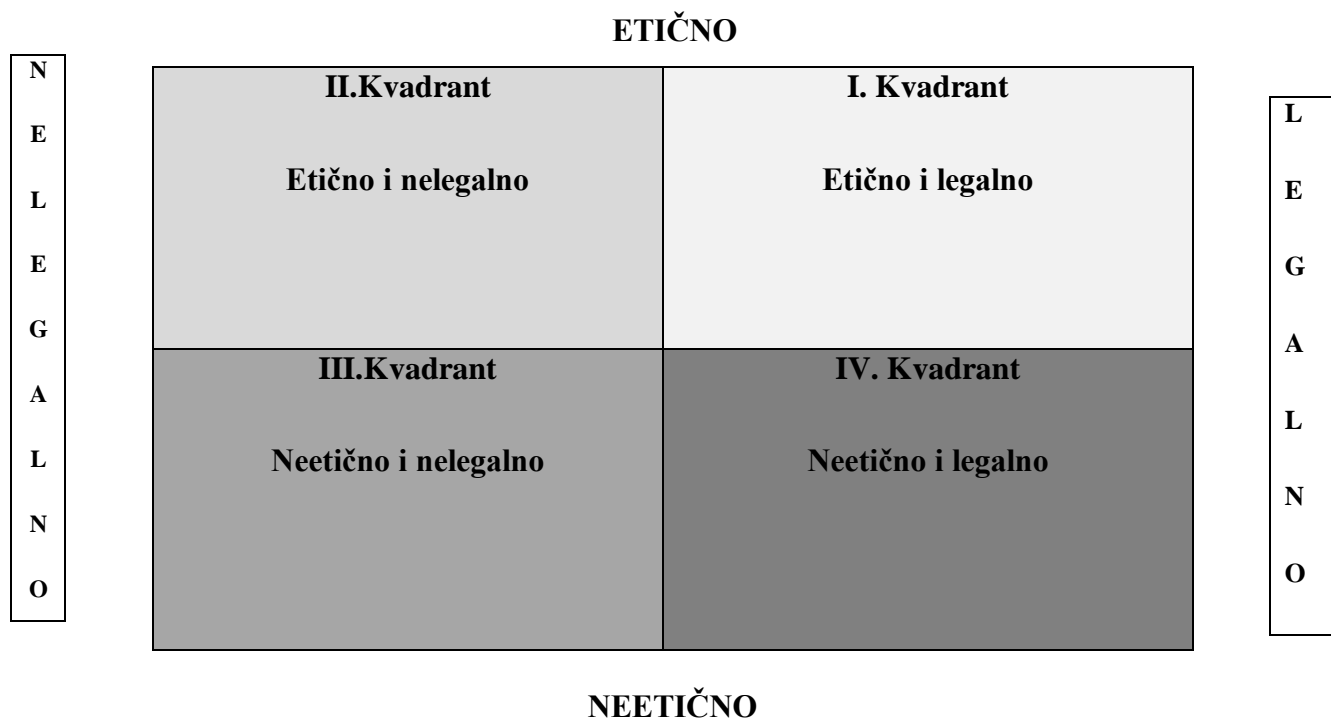 ETIČNO
N
E
L
E
G
A
L
N
O
II.Kvadrant
Etično i nelegalno
I. Kvadrant
Etično i legalno
III.Kvadrant
Neetično i nelegalno
IV. Kvadrant
Neetično i legalno
L
E
G
A
L
N
O
NEETIČNO